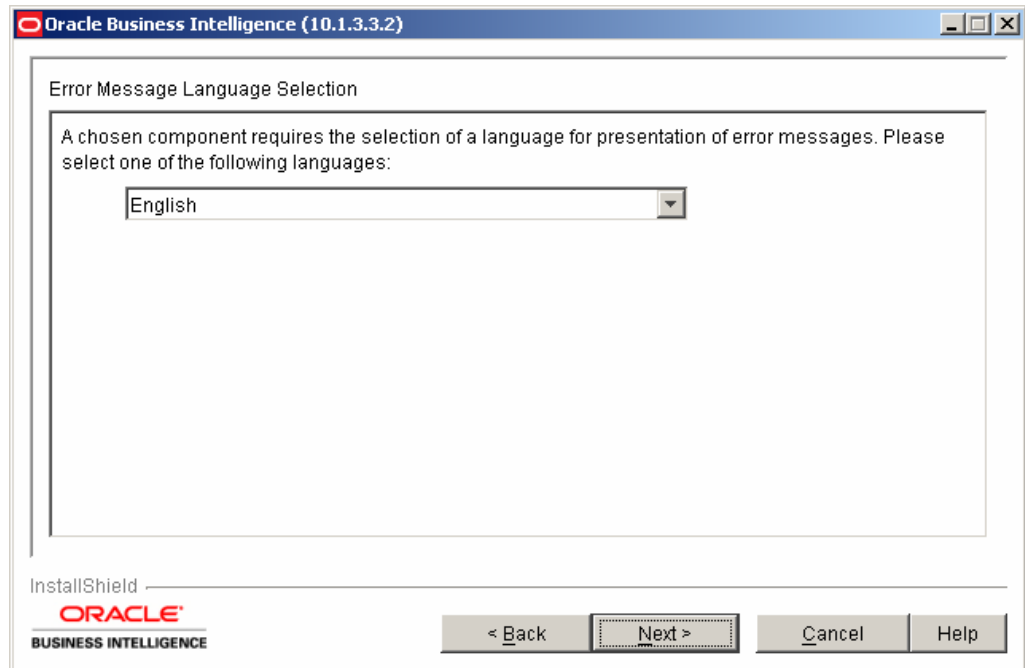 Oracle Business Intelligence (10.1.3.3.2)
Error Message Language Selection
A chosen component requires the selection of a language for presentation of error messages. Please
select one of the following languages:
English
InstallShield
ORACLE
BUSINESS INTELLIGENCE
< Back
Next >
Cancel
Help